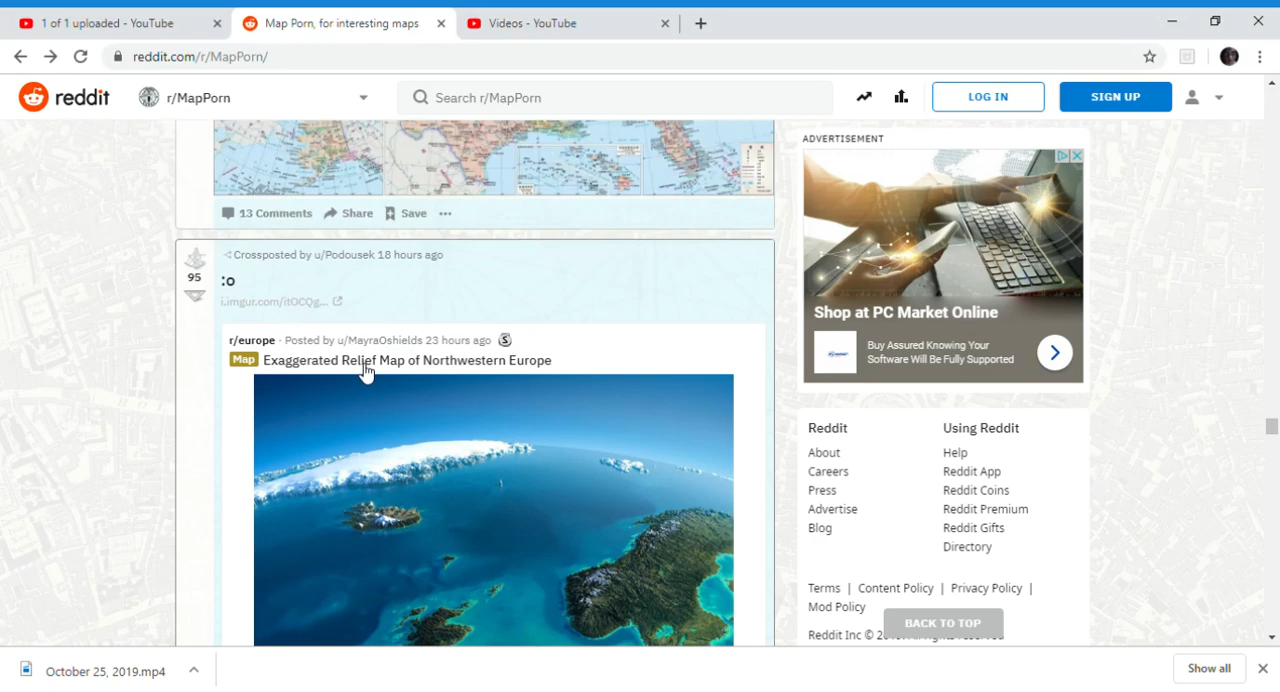 1 of 1 uploaded - YouTube
Map Porn, for interesting maps
Videos - YouTube
reddit.com/r/MapPorn/
reddit
r/MapPorn
Search r/MapPorn
LOG IN
SIGN UP
13 Comments
Share
Save
Crossposted by u/Podousek 18 hours ago
95
:o
i.imgur.com/itOCQg...
r/europe · Posted by u/MayraOshields 23 hours ago
Map Exaggerated Relief Map of Northwestern Europe
ADVERTISEMENT
Shop at PC Market Online
Buy Assured Knowing Your
Software Will Be Fully Supported
Reddit
Using Reddit
About
Help
Careers
Reddit App
Press
Reddit Coins
Advertise
Reddit Premium
Blog
Reddit Gifts
Directory
Terms | Content Policy | Privacy Policy |
Mod Policy
BACK TO TOP
Reddit Inc ©
October 25, 2019.mp4
Show all